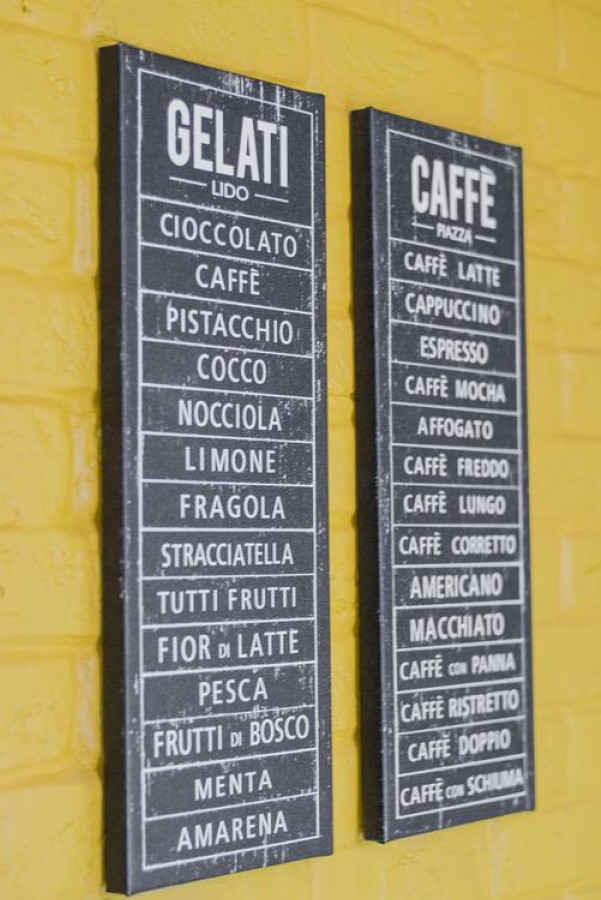 GELATI
LIDO
CIOCCOLATO
CAFFÈ
PISTACCHIO
COCCO
NOCCIOLA
LIMONE
FRAGOLA
STRACCIATELLA
TUTTI FRUTTI
FIOR DI LATTE
PESCA
FRUTTI DI BOSCO
MENTA
AMARENA
CAFFÈ
PIAZZA
CAFFÈ LATTE
CAPPUCCINO
ESPRESSO
CAFFÈ MOCHA
AFFOGATO
CAFFÈ FREDDO
CAFFÈ LUNGO
CAFFÈ CORRETTO
AMERICANO
MACCHIATO
CAFFÈ CON PANNA
CAFFÈ RISTRETTO
CAFFÈ DOPPIO
CAFFÈ CON SCHIUMA